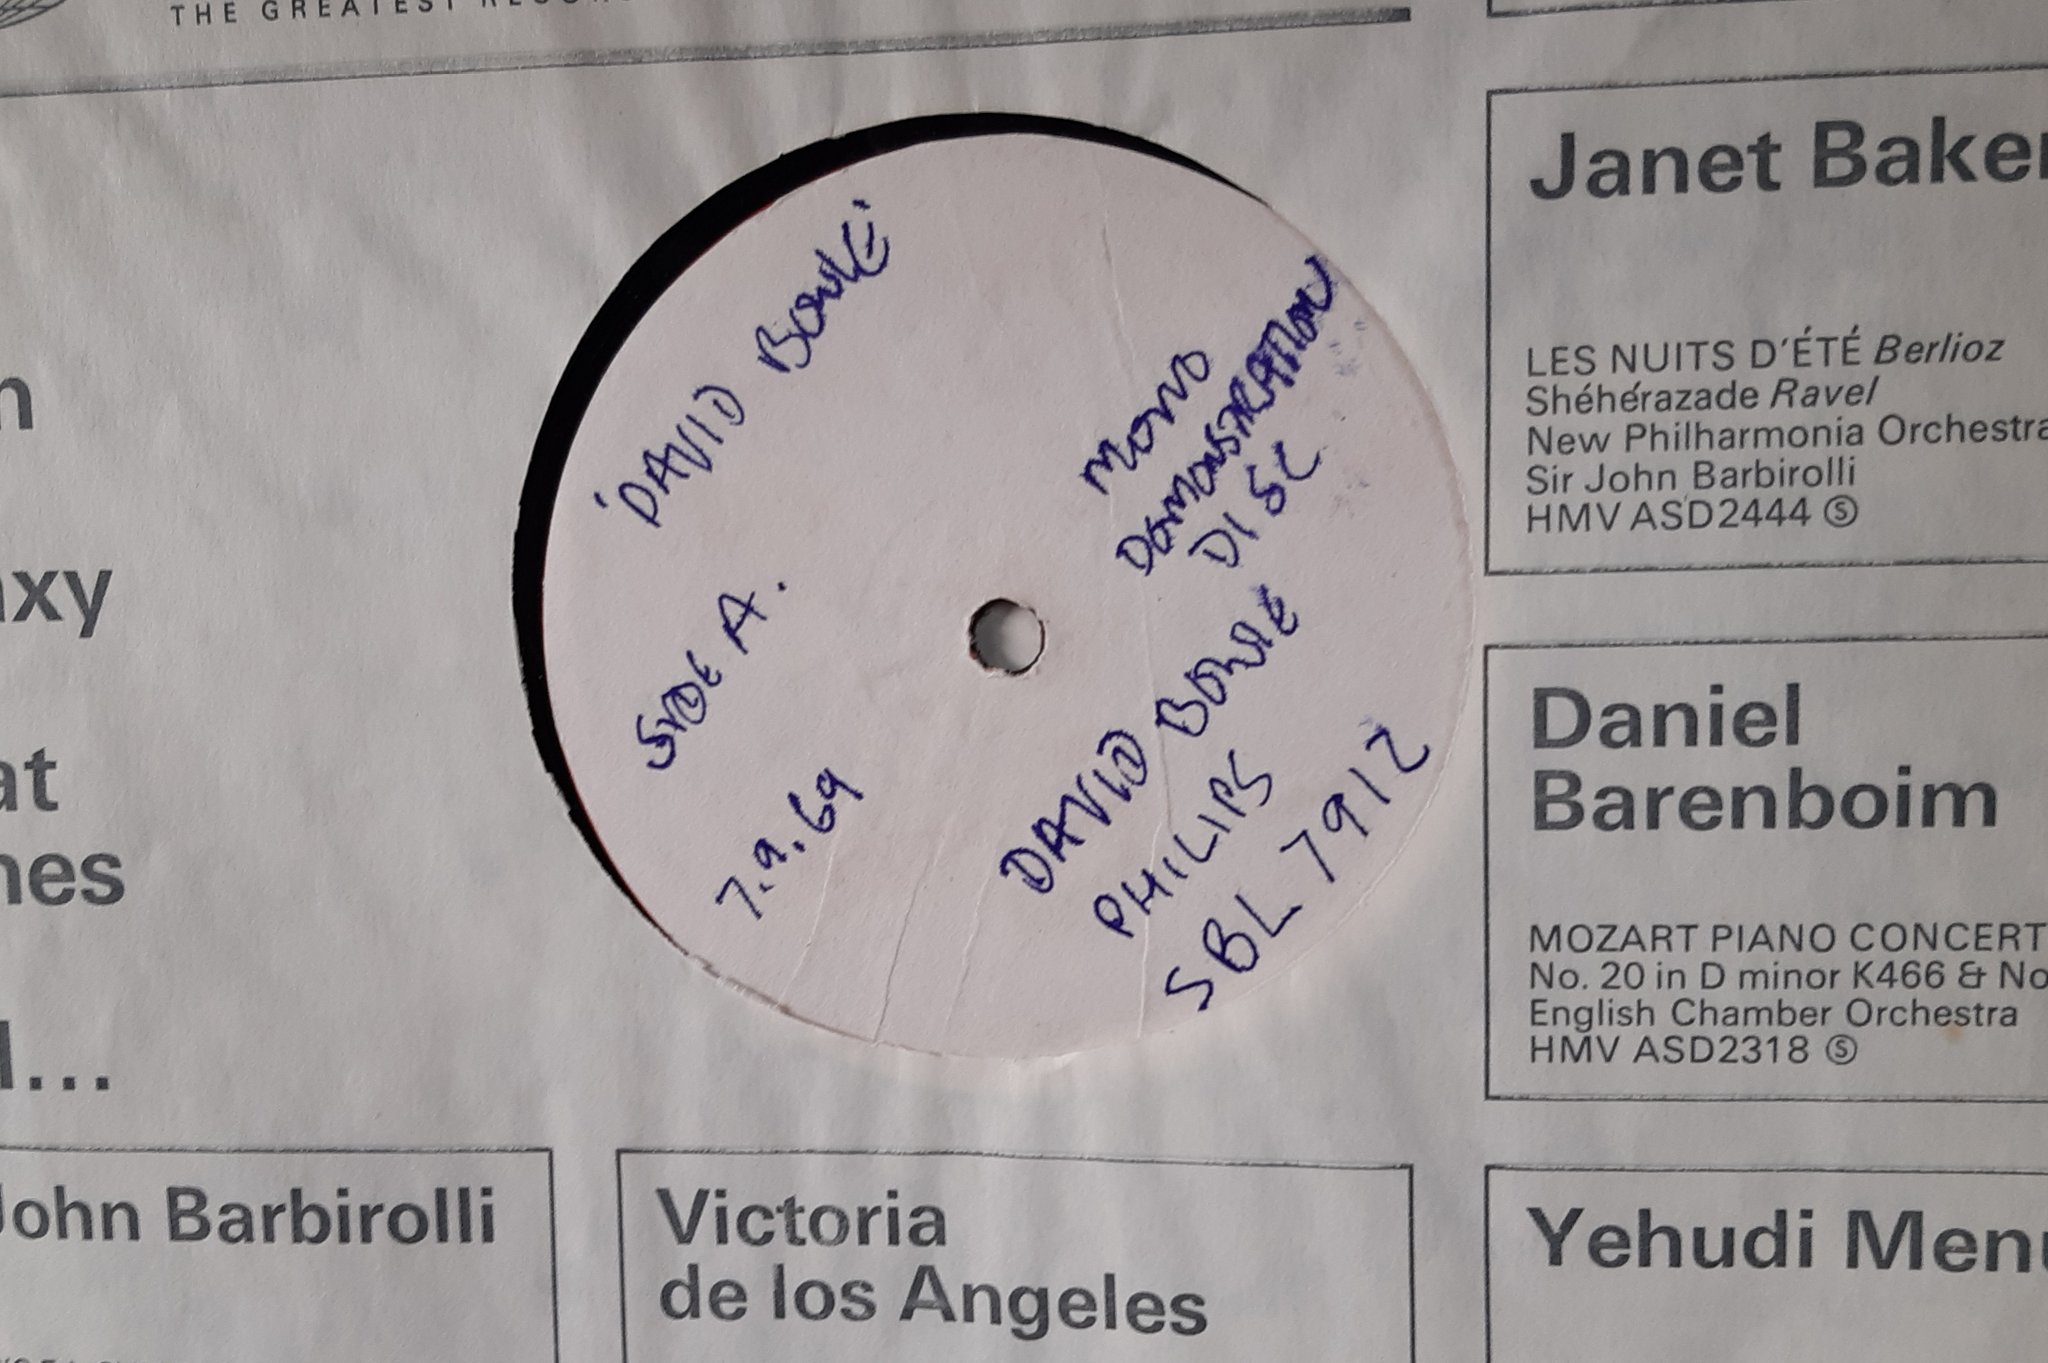 THE GREATEST RECOR
'DAVID BOWIE'
SIDE A.
7.9.69
MONO
DEMONSTRATION
DISC
DAVID BOWIE
PHILIPS
SBL 7912
Janet Baker
LES NUITS D'ÉTÉ Berlioz
Shéhérazade Ravel
New Philharmonia Orchestra
Sir John Barbirolli
HMV ASD2444 Ⓢ
Daniel
Barenboim
MOZART PIANO CONCERT
No. 20 in D minor K466 & No
English Chamber Orchestra
HMV ASD2318 Ⓢ
n
xy
at
nes
...
John Barbirolli
Victoria
de los Angeles
Yehudi Men